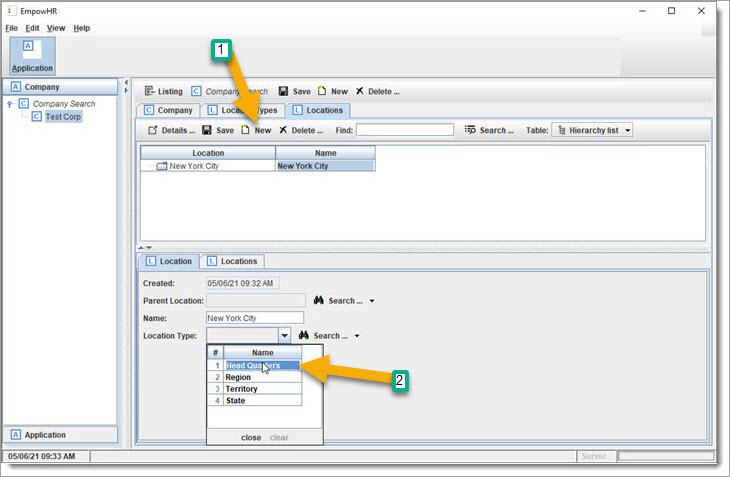 EmpowHR
File Edit View Help
A
Application
A Company
C Company Search
C Test Corp
A Application
1
Listing C Company Search Save New Delete ...
C Company L Location Types L Locations
Details ... Save New Delete ... Find: Search ... Table: Hierarchy list
Location Name
New York City New York City
L Location L Locations
Created: 05/06/21 09:32 AM
Parent Location: Search ...
Name: New York City
Location Type: Search ...
# Name
1 Head Quarters
2 Region
3 Territory
4 State
close clear
2
05/06/21 09:33 AM Server